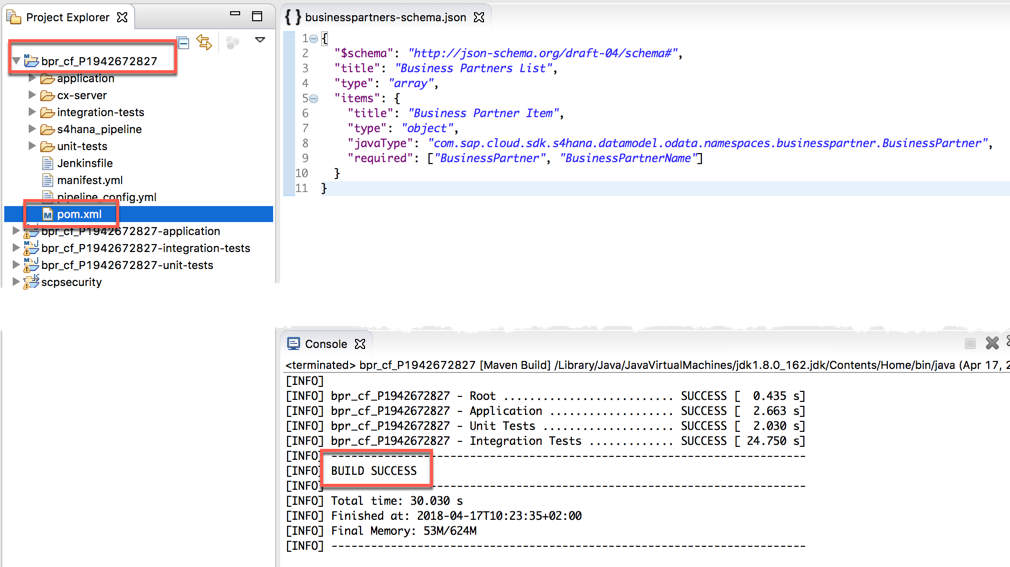 Project Explorer
bpr_cf_P1942672827
application
cx-server
integration-tests
s4hana_pipeline
unit-tests
Jenkinsfile
manifest.yml
pipeline_config.yml
pom.xml
bpr_cf_P1942672827-application
bpr_cf_P1942672827-integration-tests
bpr_cf_P1942672827-unit-tests
scpsecurity
{ } businesspartners-schema.json
1 {
2 "$schema": "http://json-schema.org/draft-04/schema#",
3 "title": "Business Partners List",
4 "type": "array",
5 "items": {
6 "title": "Business Partner Item",
7 "type": "object",
8 "javaType": "com.sap.cloud.sdk.s4hana.datamodel.odata.namespaces.businesspartner.BusinessPartner",
9 "required": ["BusinessPartner", "BusinessPartnerName"]
10 }
11 }
Console
<terminated> bpr_cf_P1942672827 [Maven Build] /Library/Java/JavaVirtualMachines/jdk1.8.0_162.jdk/Contents/Home/bin/java (Apr 17, 2
[INFO]
[INFO] bpr_cf_P1942672827 - Root .......................... SUCCESS [  0.435 s]
[INFO] bpr_cf_P1942672827 - Application ................... SUCCESS [  2.663 s]
[INFO] bpr_cf_P1942672827 - Unit Tests .................... SUCCESS [  2.030 s]
[INFO] bpr_cf_P1942672827 - Integration Tests ............. SUCCESS [ 24.750 s]
[INFO] ------------------------------------------------------------------------
[INFO] BUILD SUCCESS
[INFO] ------------------------------------------------------------------------
[INFO] Total time: 30.030 s
[INFO] Finished at: 2018-04-17T10:23:35+02:00
[INFO] Final Memory: 53M/624M
[INFO] ------------------------------------------------------------------------